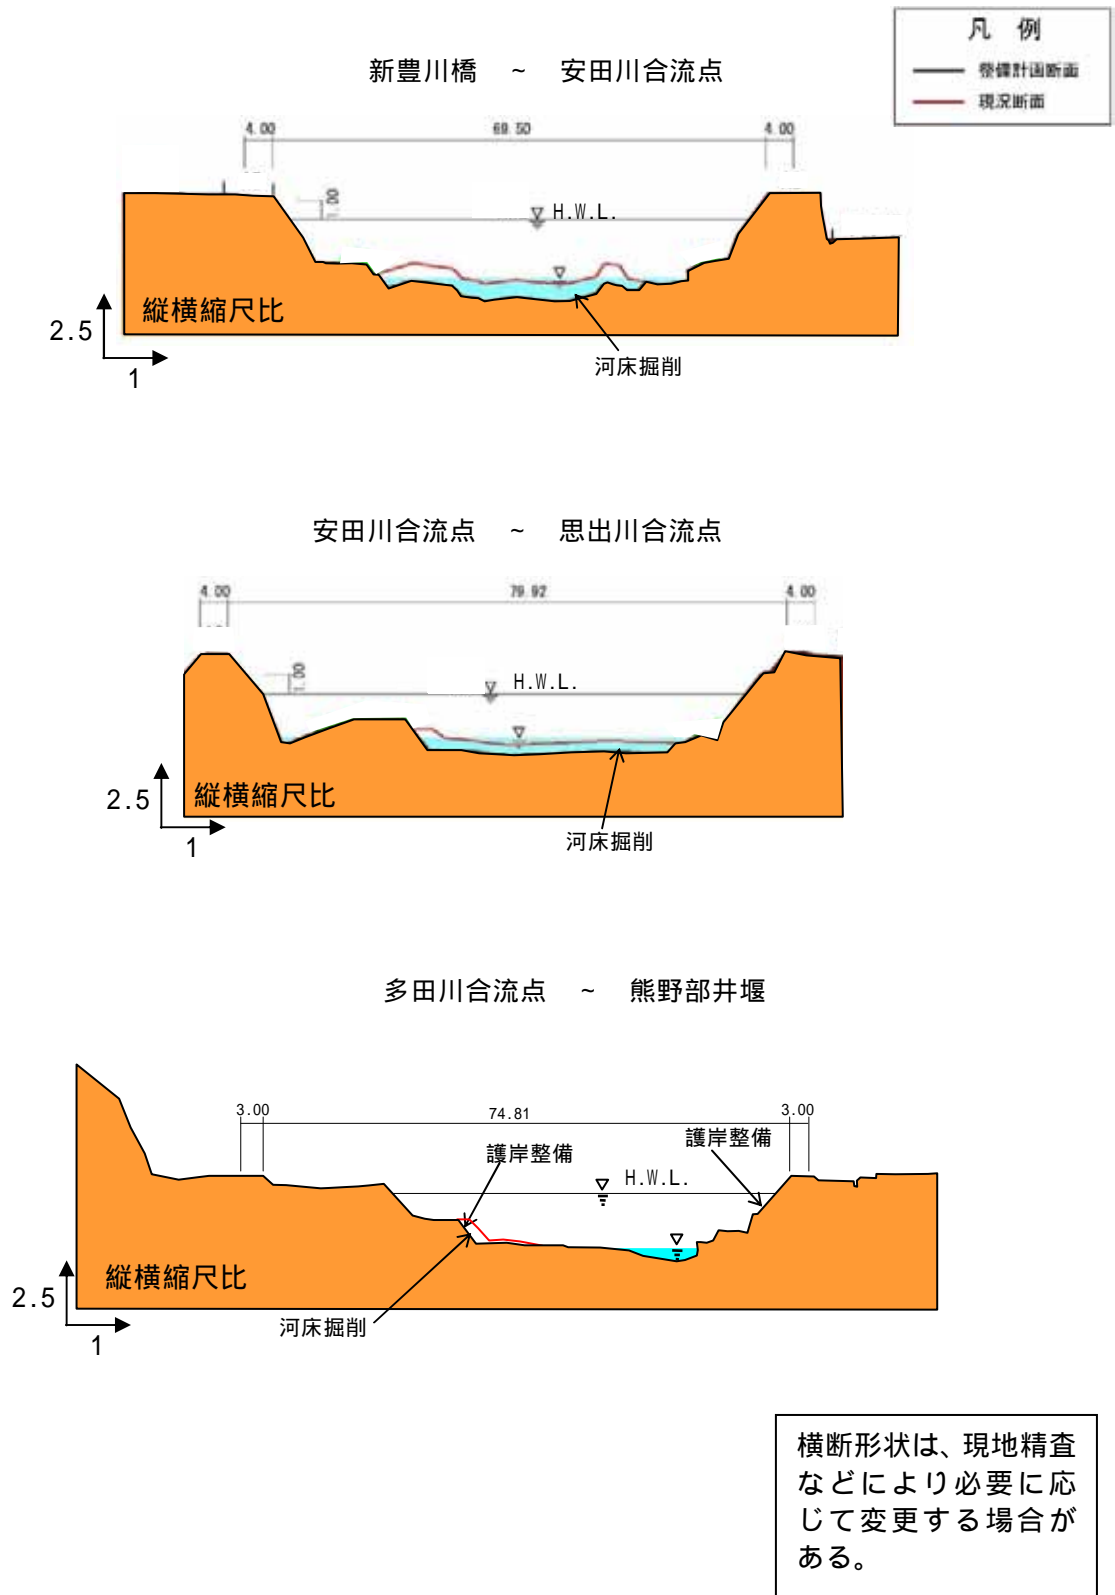 凡 例
整備計画断面
現況断面
新豊川橋 ~ 安田川合流点
4.00 69.50 4.00
1.00
H.W.L.
縦横縮尺比
2.5
1
河床掘削
安田川合流点 ~ 思出川合流点
4.00 79.92 4.00
1.00
H.W.L.
縦横縮尺比
2.5
1
河床掘削
多田川合流点 ~ 熊野部井堰
3.00 74.81 3.00
護岸整備
護岸整備
H.W.L.
縦横縮尺比
2.5
1
河床掘削
横断形状は、現地精査
などにより必要に応
じて変更する場合が
ある。